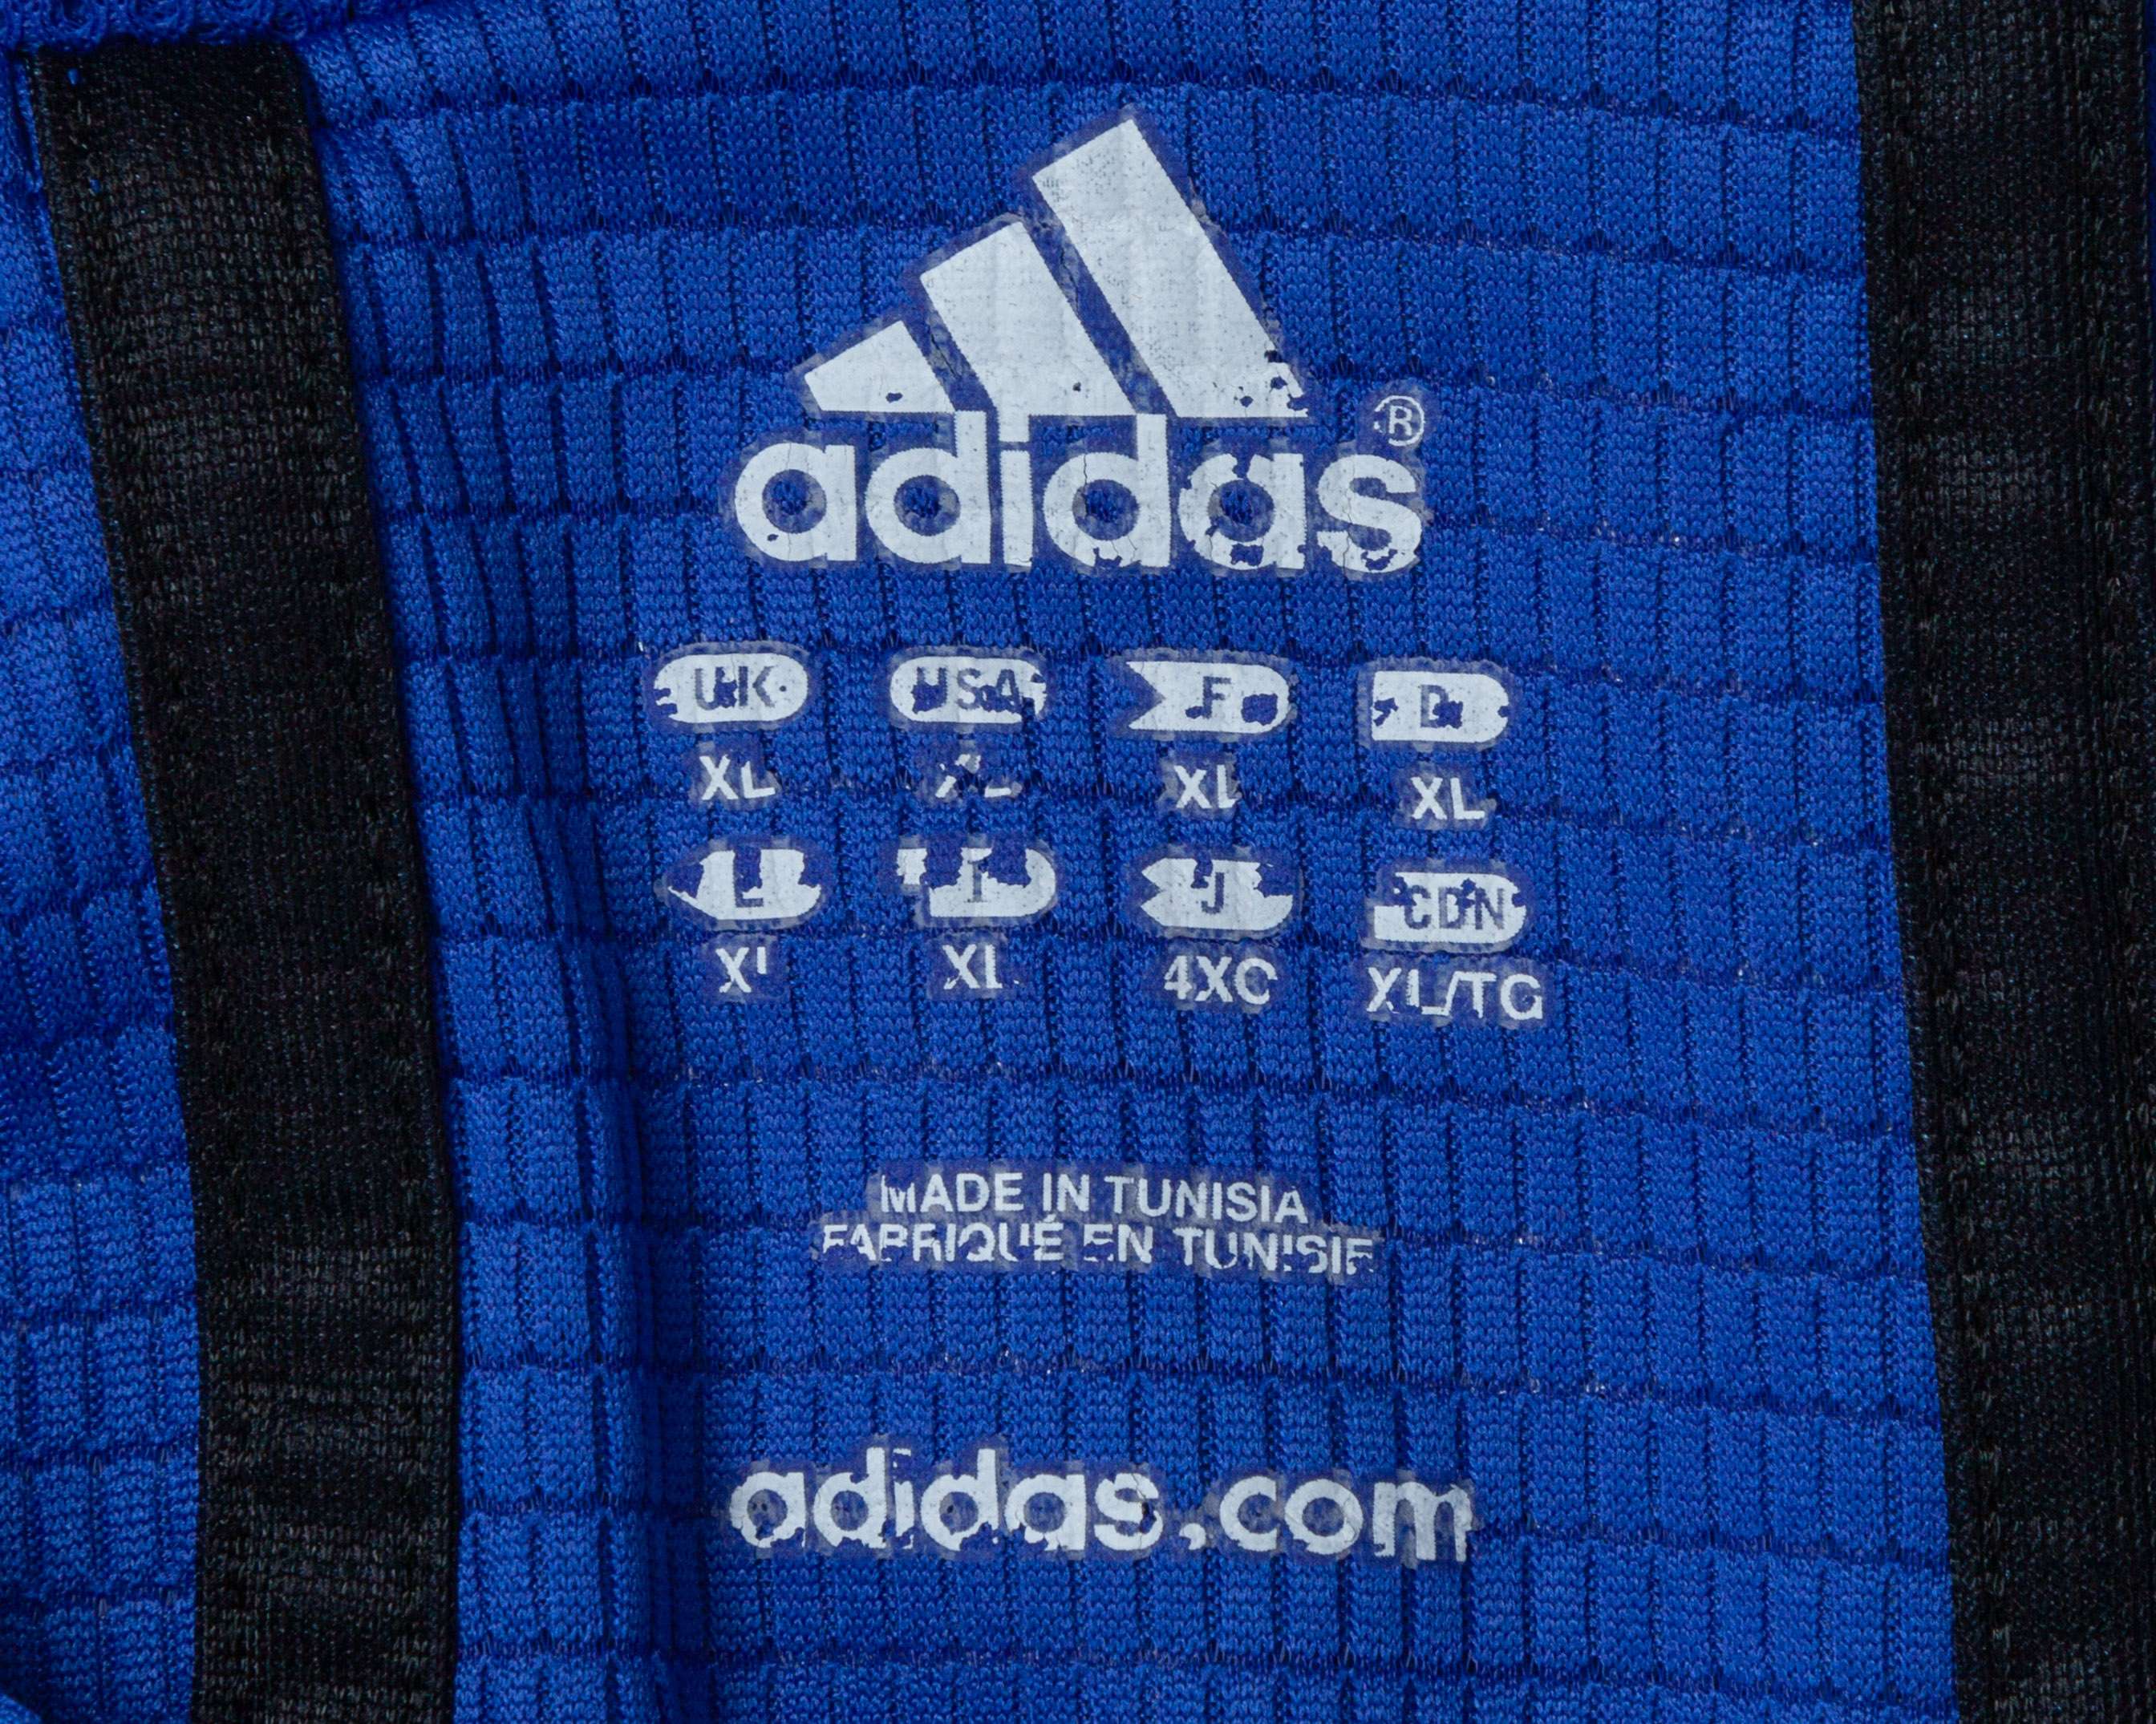 adidas®
UK USA F D
XL XL XL XL
I J CDN
XL XL 4XO XL/TG
MADE IN TUNISIA
FABRIQUÉ EN TUNISIE
adidas.com